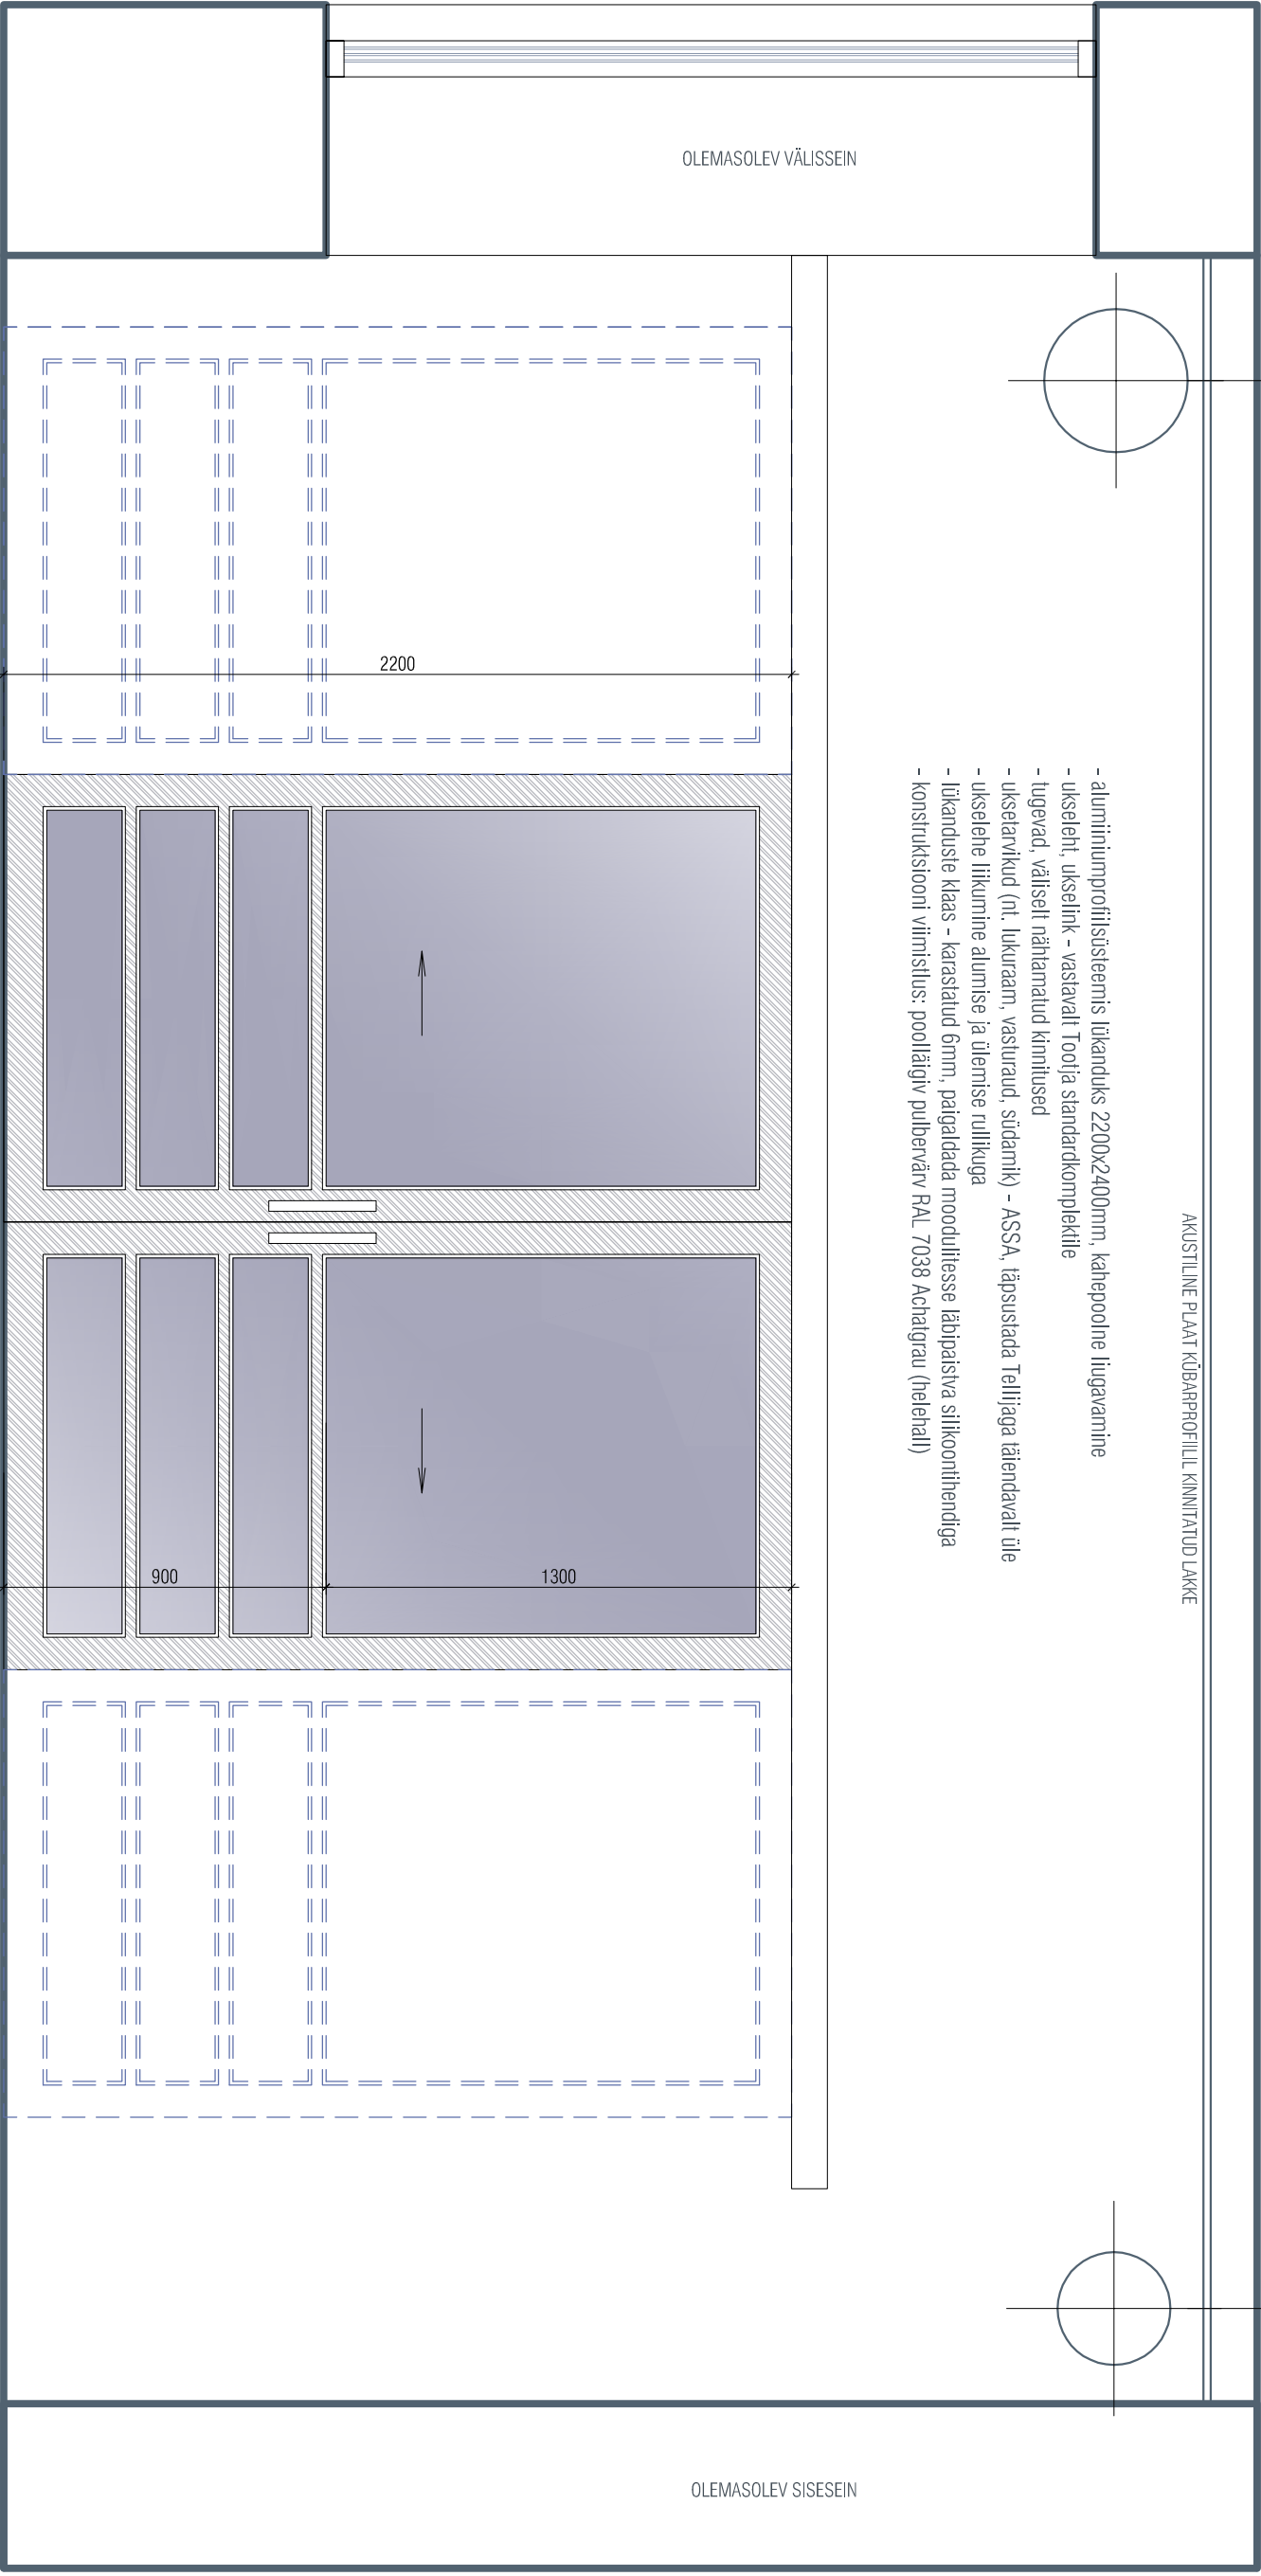 OLEMASOLEV VÄLISSEIN
2200
- alumiiniumprofiilsüsteemis lükanduks 2200x2400mm, kahepoolne liugavamine
- ukseleht, ukselink - vastavalt Tootja standardkomplektile
- tugevad, väliselt nähtamatud kinnitused
- uksetarvikud (nt. lukuraam, vasturaud, südamik) - ASSA, täpsustada Tellijaga täiendavalt üle
- ukselehe liikumine alumise ja ülemise rullikuga
- lükanduste klaas - karastatud 6mm, paigaldada moodulitesse läbipaistva silikoontihendiga
- konstruktsiooni viimistlus: poolläigiv pulbervärv RAL 7038 Achatgrau (helehall)
AKUSTILINE PLAAT KÜBARPROFIILIL KINNITATUD LAKKE
900
1300
OLEMASOLEV SISESEIN